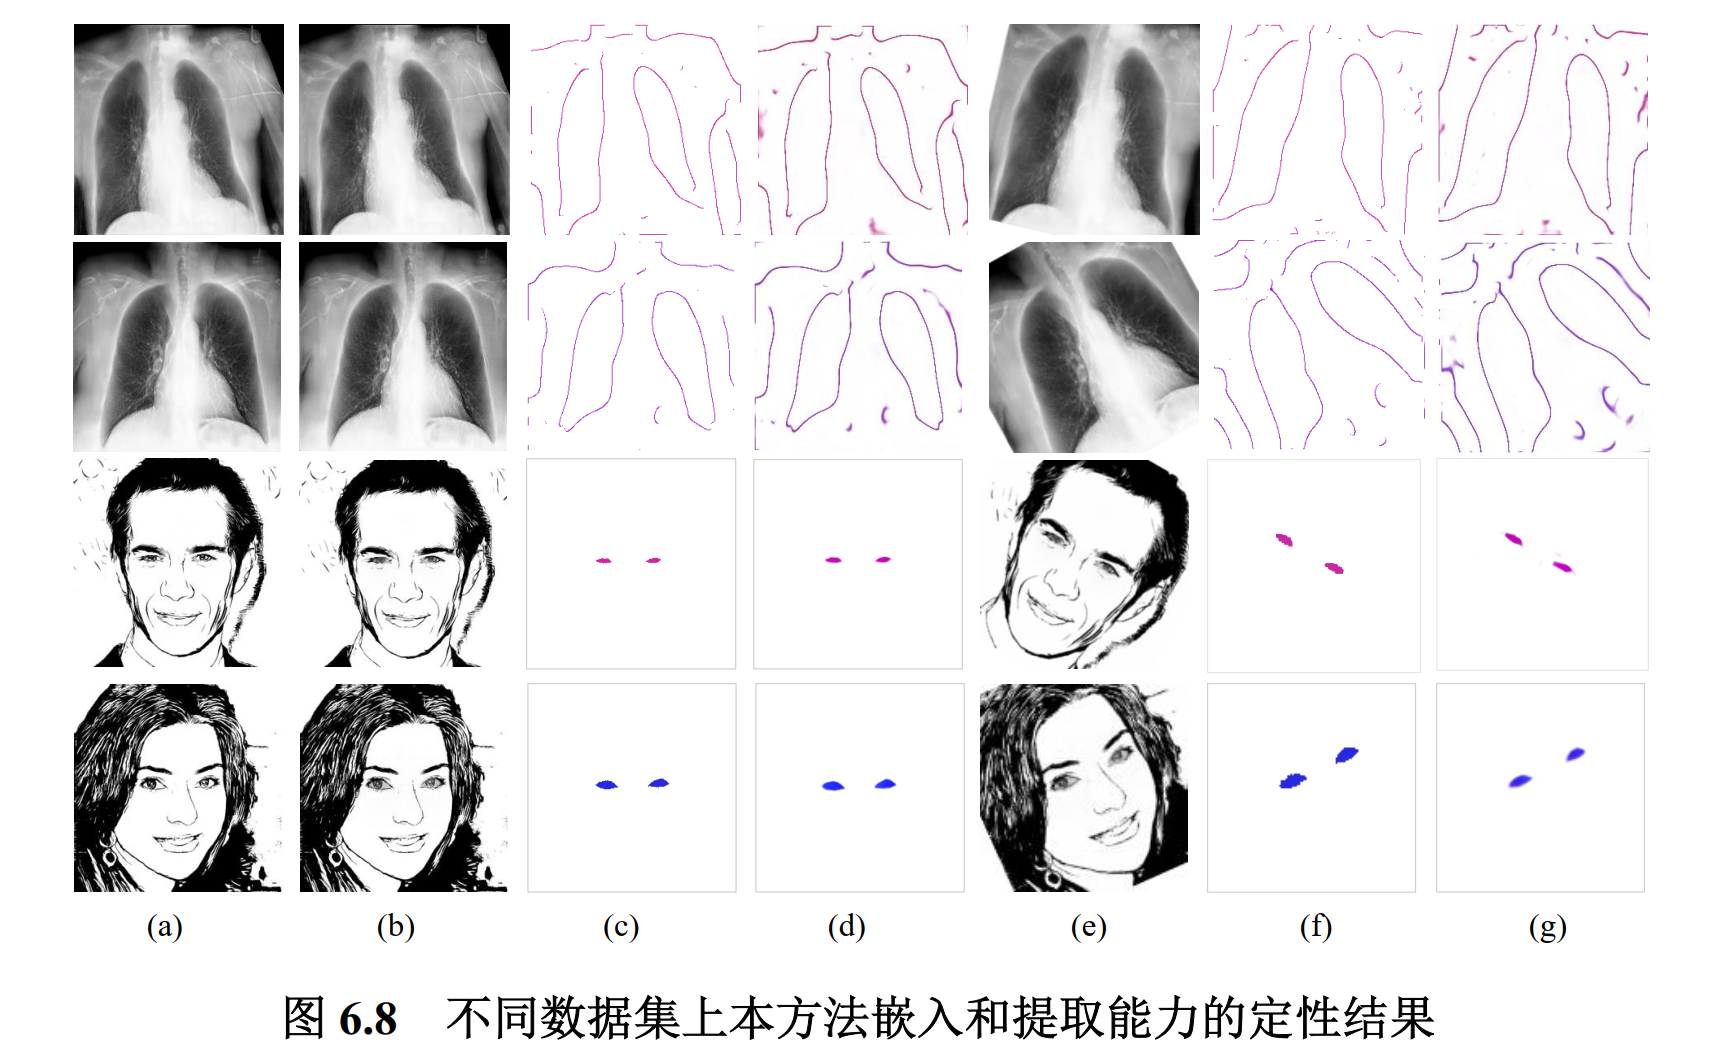 (a) (b) (c) (d) (e) (f) (g)
图 6.8 不同数据集上本方法嵌入和提取能力的定性结果